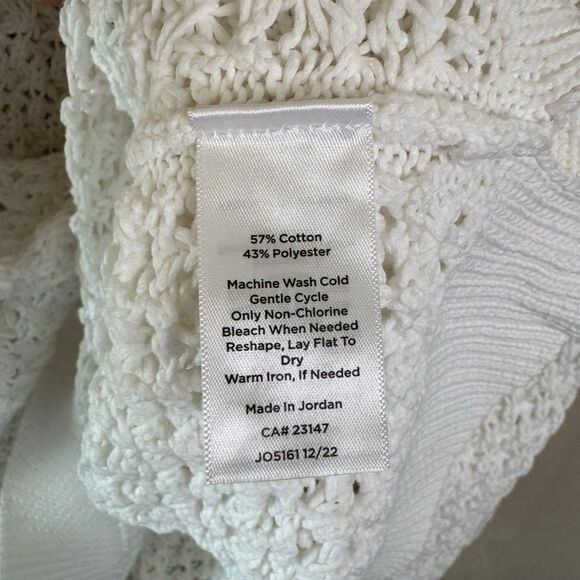 57% Cotton
43% Polyester
Machine Wash Cold
Gentle Cycle
Only Non-Chlorine
Bleach When Needed
Reshape, Lay Flat To
Dry
Warm Iron, If Needed
Made In Jordan
CA# 23147
JO5161 12/22